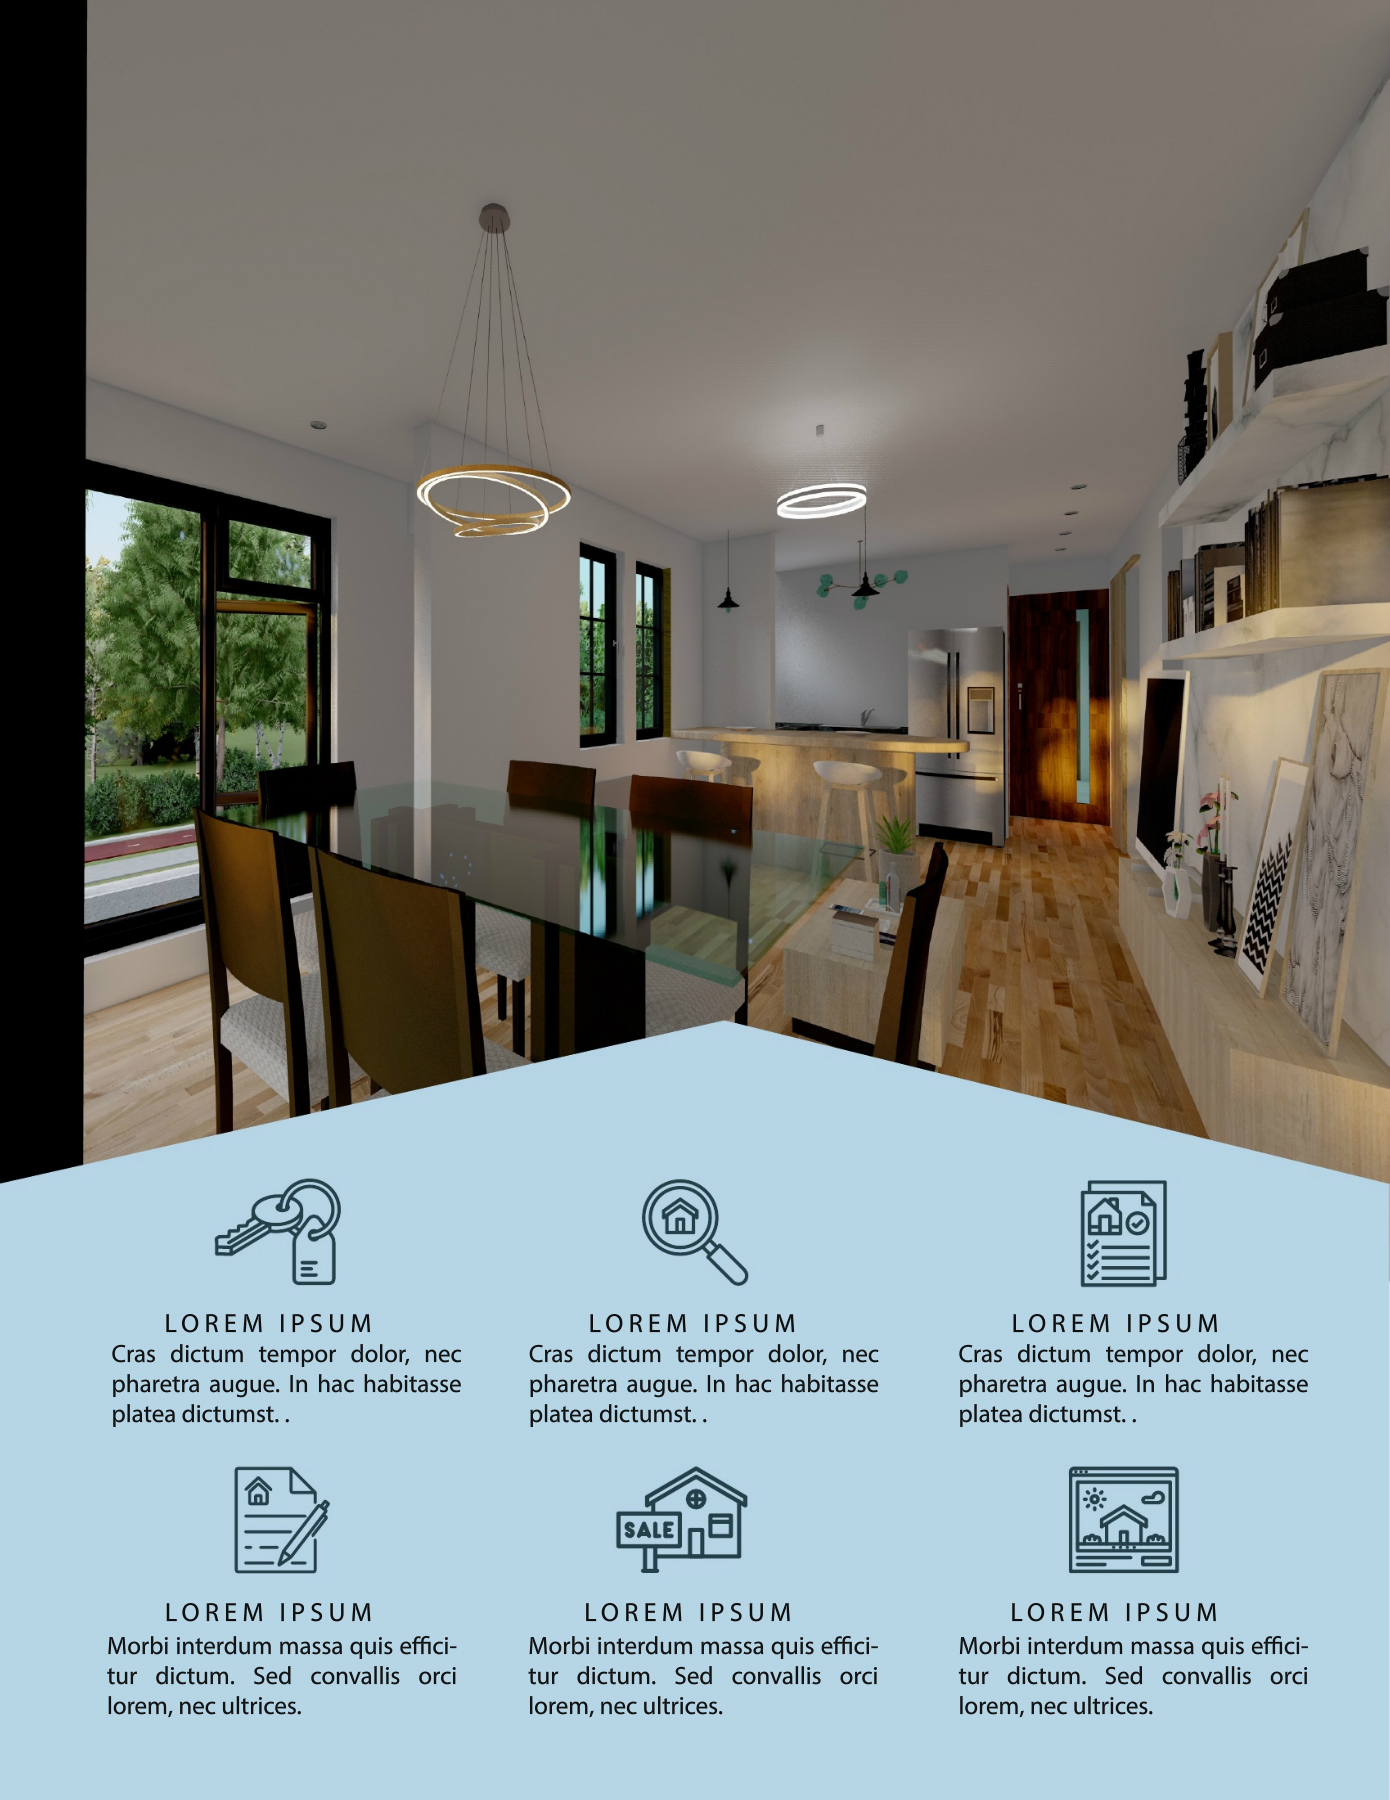 LOREM IPSUM
Cras dictum tempor dolor, nec
pharetra augue. In hac habitasse
platea dictumst. .
LOREM IPSUM
Cras dictum tempor dolor, nec
pharetra augue. In hac habitasse
platea dictumst. .
LOREM IPSUM
Cras dictum tempor dolor, nec
pharetra augue. In hac habitasse
platea dictumst. .
LOREM IPSUM
Morbi interdum massa quis effici-
tur dictum. Sed convallis orci
lorem, nec ultrices.
SALE
LOREM IPSUM
Morbi interdum massa quis effici-
tur dictum. Sed convallis orci
lorem, nec ultrices.
LOREM IPSUM
Morbi interdum massa quis effici-
tur dictum. Sed convallis orci
lorem, nec ultrices.